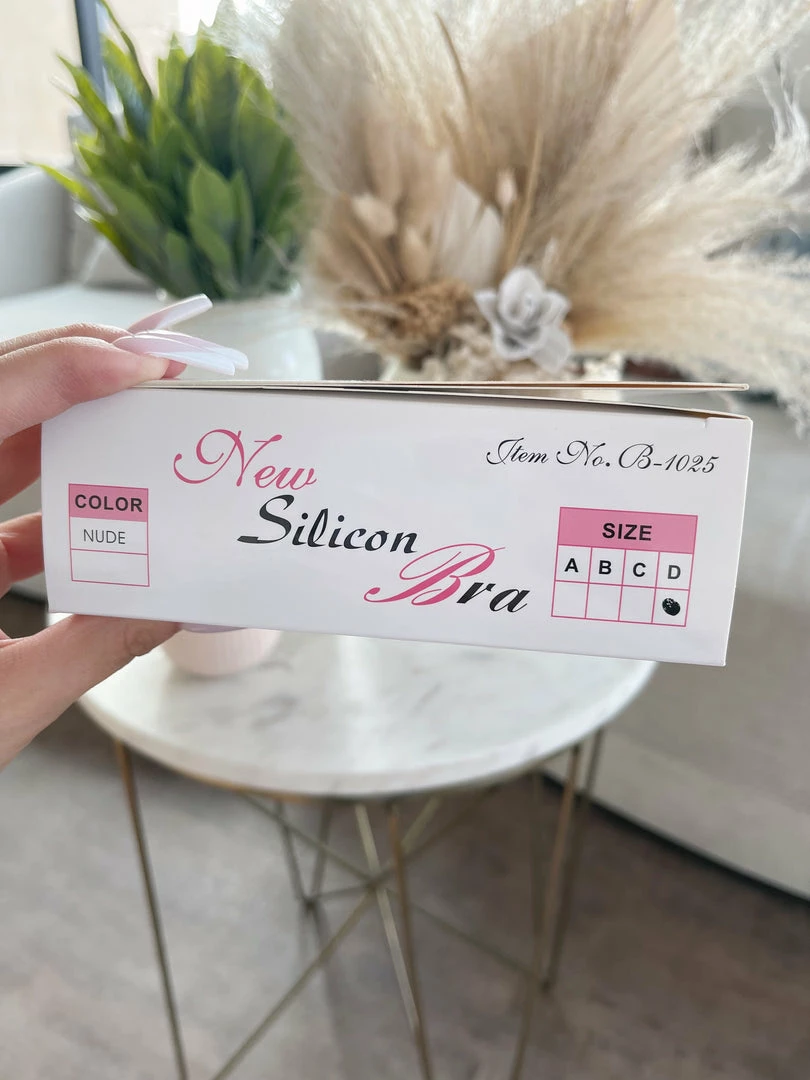 New
Silicon
Bra
Item No. B-1025
COLOR
NUDE
SIZE
A B C D